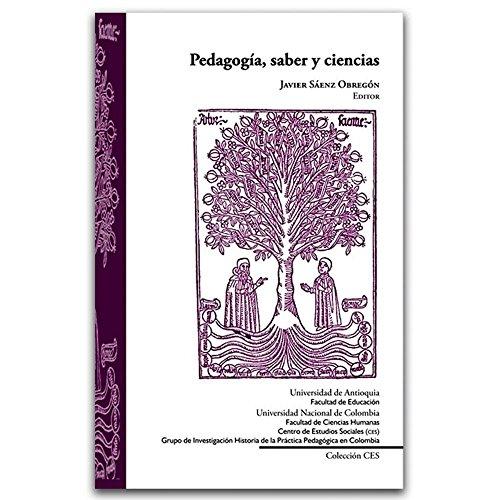 Pedagogía, saber y ciencias
Javier Sáenz Obregón
Editor
Universidad de Antioquia
Facultad de Educación
Universidad Nacional de Colombia
Facultad de Ciencias Humanas
Centro de Estudios Sociales (CES)
Grupo de Investigación Historia de la Práctica Pedagógica en Colombia
Colección CES